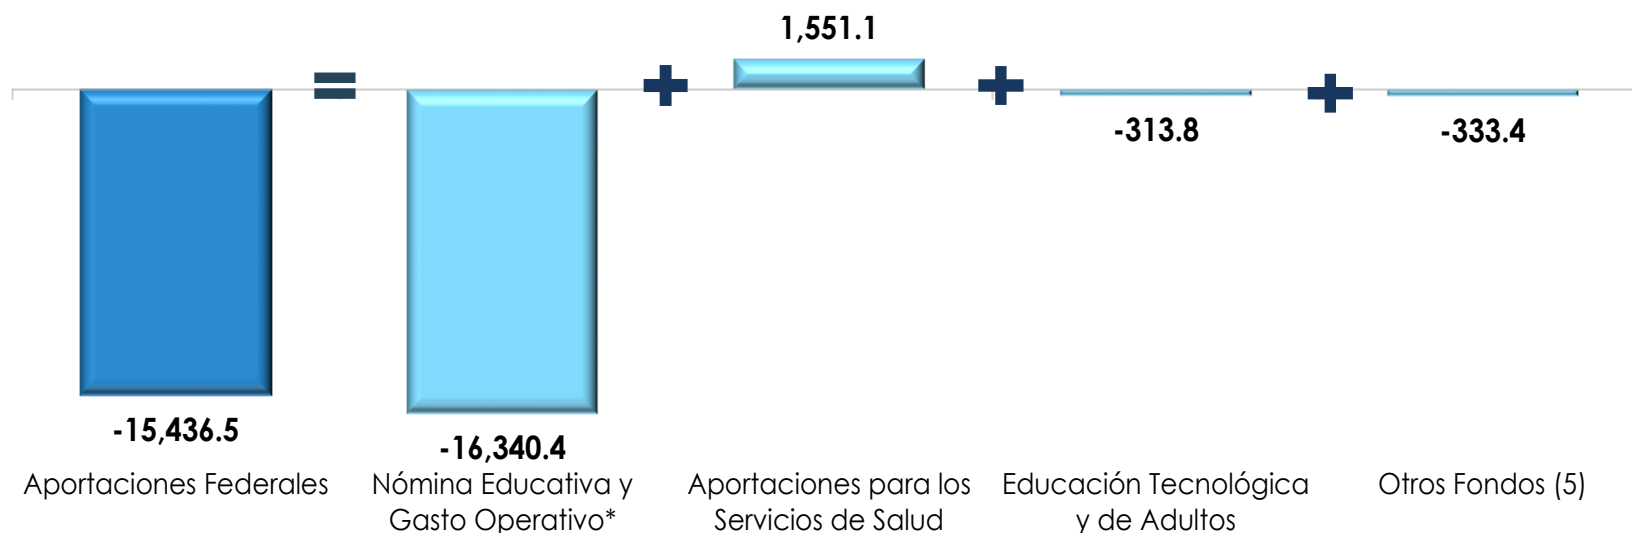 1,551.1
-313.8
-333.4
-15,436.5
-16,340.4
Aportaciones Federales
Nómina Educativa y
Gasto Operativo*
Aportaciones para los
Servicios de Salud
Educación Tecnológica
y de Adultos
Otros Fondos (5)